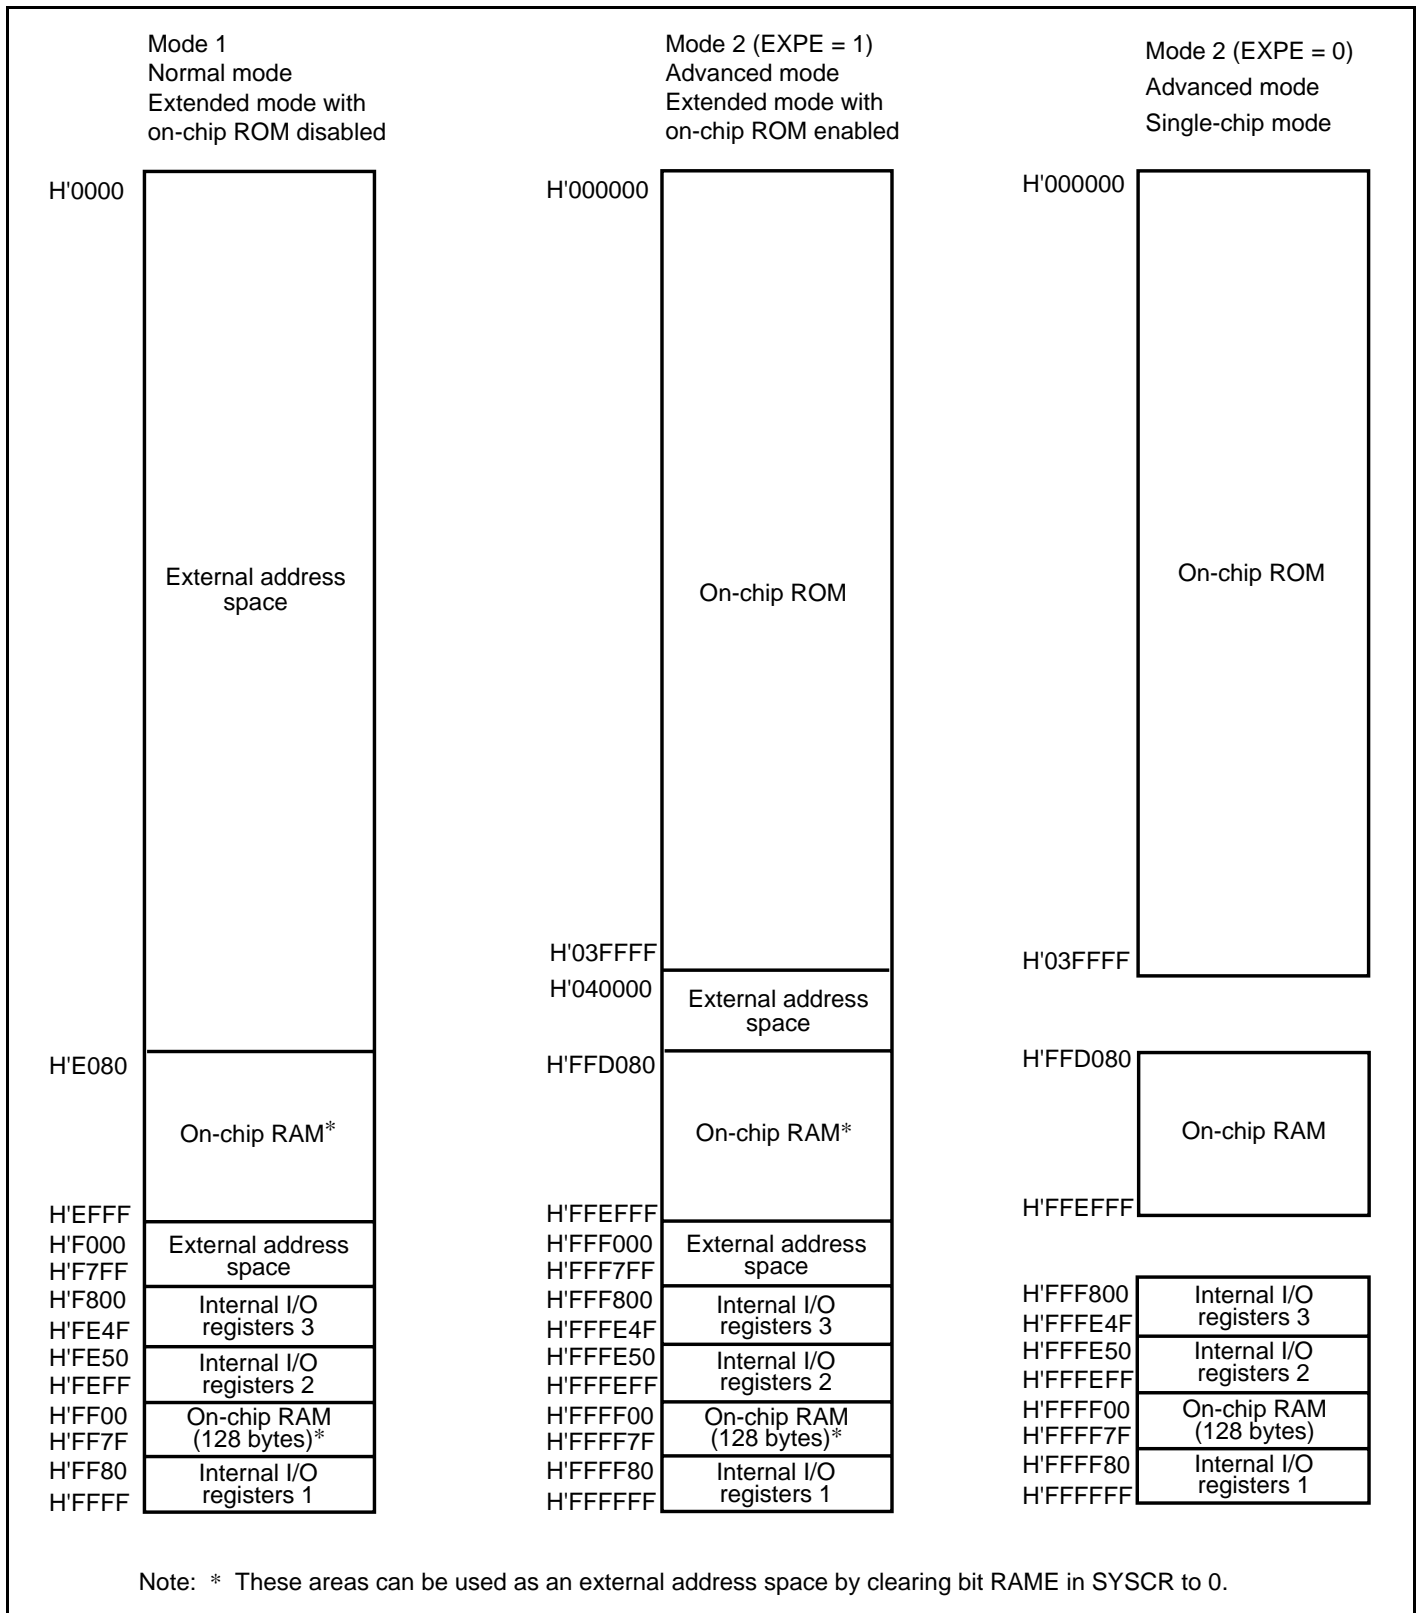 Mode 1
Normal mode
Extended mode with
on-chip ROM disabled
H'0000
External address
space
H'E080
On-chip RAM*
H'EFFF
H'F000
External address
space
H'F7FF
H'F800
Internal I/O
registers 3
H'FE4F
H'FE50
Internal I/O
registers 2
H'FEFF
H'FF00
On-chip RAM
(128 bytes)*
H'FF7F
H'FF80
Internal I/O
registers 1
H'FFFF
Mode 2 (EXPE = 1)
Advanced mode
Extended mode with
on-chip ROM enabled
H'000000
On-chip ROM
H'03FFFF
H'040000
External address
space
H'FFD080
On-chip RAM*
H'FFEFFF
H'FFF000
External address
space
H'FFF7FF
H'FFF800
Internal I/O
registers 3
H'FFFE4F
H'FFFE50
Internal I/O
registers 2
H'FFFEFF
H'FFFF00
On-chip RAM
(128 bytes)*
H'FFFF7F
H'FFFF80
Internal I/O
registers 1
H'FFFFFF
Mode 2 (EXPE = 0)
Advanced mode
Single-chip mode
H'000000
On-chip ROM
H'03FFFF
H'FFD080
On-chip RAM
H'FFEFFF
H'FFF800
Internal I/O
registers 3
H'FFFE4F
H'FFFE50
Internal I/O
registers 2
H'FFFEFF
H'FFFF00
On-chip RAM
(128 bytes)
H'FFFF7F
H'FFFF80
Internal I/O
registers 1
H'FFFFFF
Note: * These areas can be used as an external address space by clearing bit RAME in SYSCR to 0.